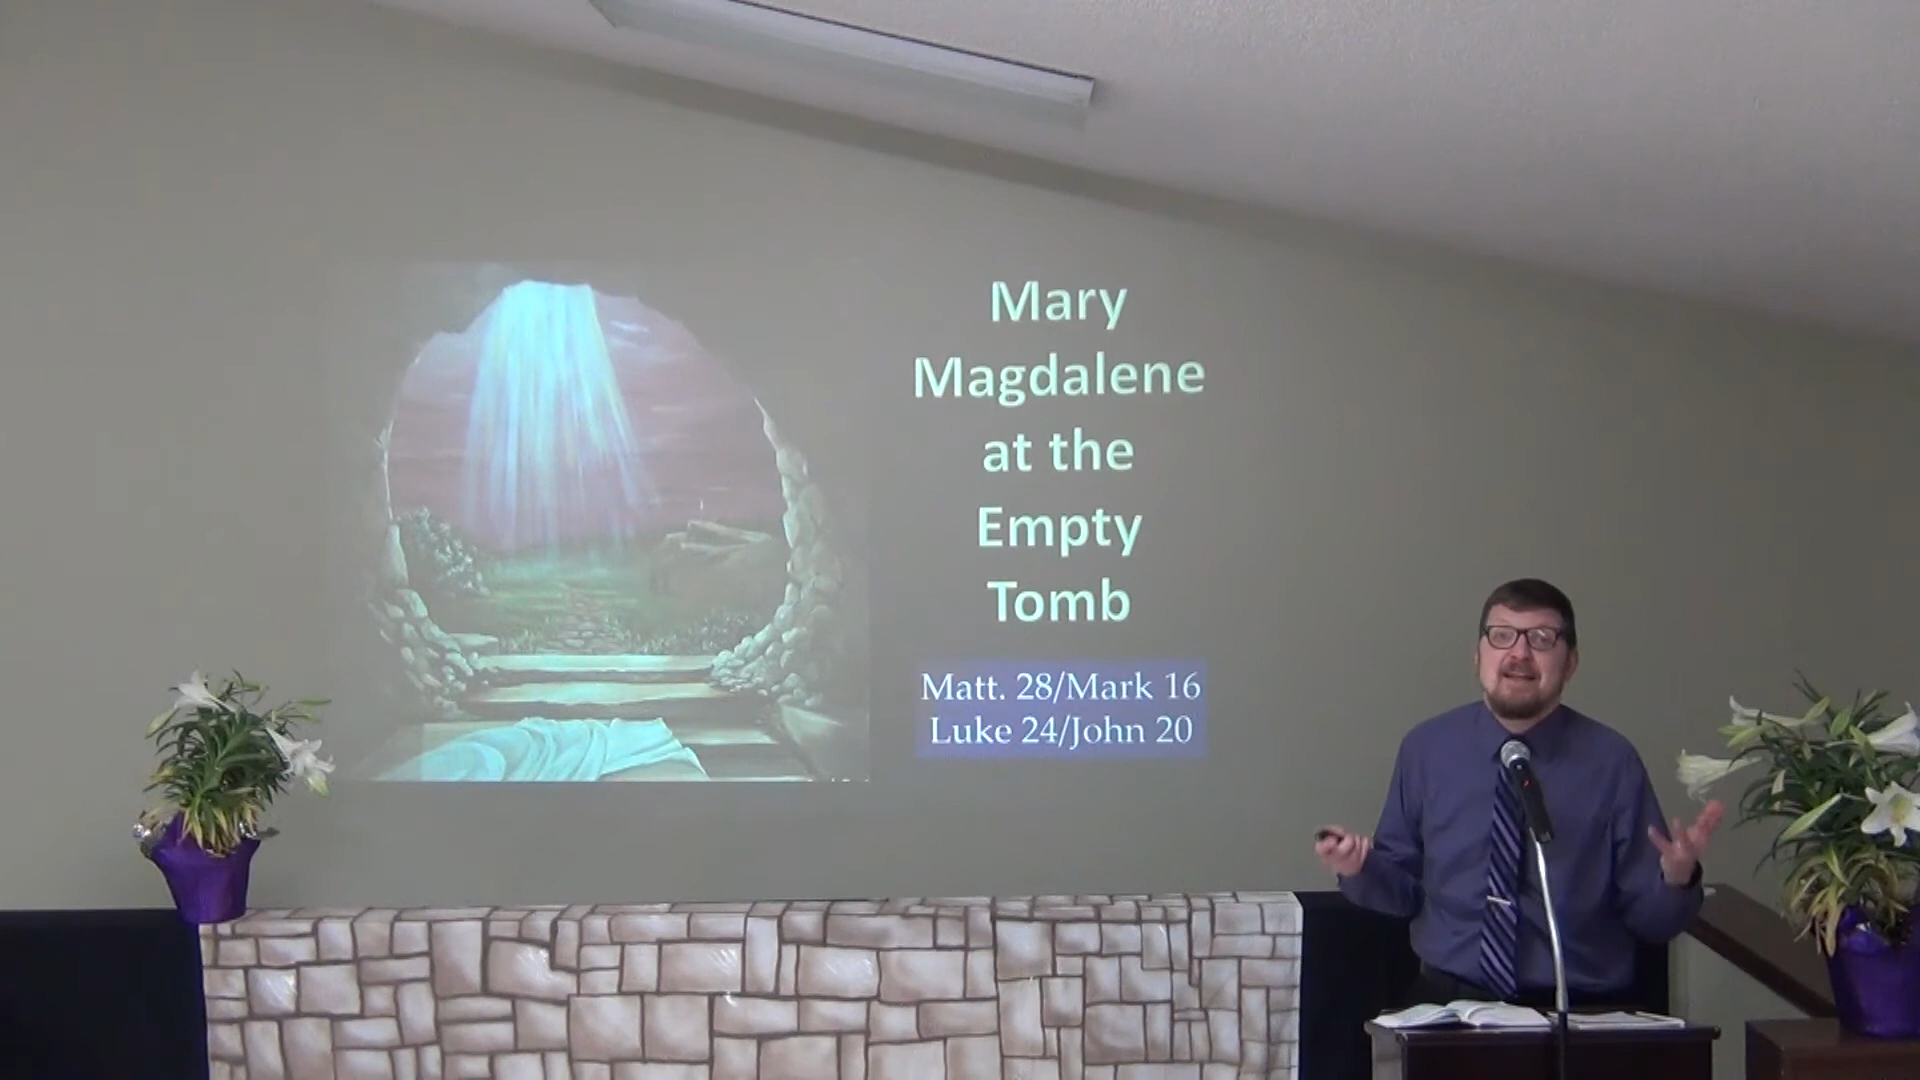 Mary
Magdalene
at the
Empty
Tomb
Matt. 28/Mark 16
Luke 24/John 20